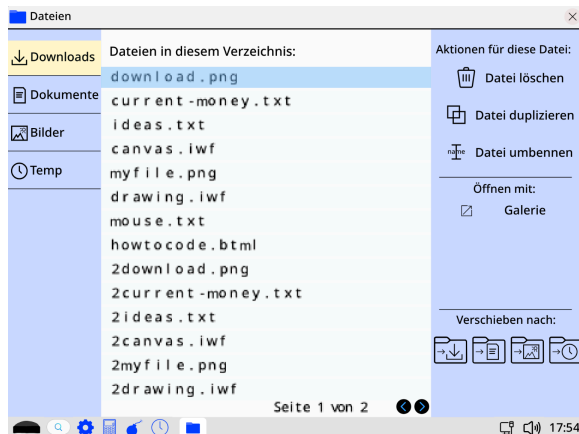 Dateien
Downloads
Dokumente
Bilder
Temp
Dateien in diesem Verzeichnis:
download.png
current-money.txt
ideas.txt
canvas.iwf
myfile.png
drawing.iwf
mouse.txt
howtocode.btml
2download.png
2current-money.txt
2ideas.txt
2canvas.iwf
2myfile.png
2drawing.iwf
Seite 1 von 2
Aktionen für diese Datei:
Datei löschen
Datei duplizieren
name
Datei umbennen
Öffnen mit:
Galerie
Verschieben nach:
17:54